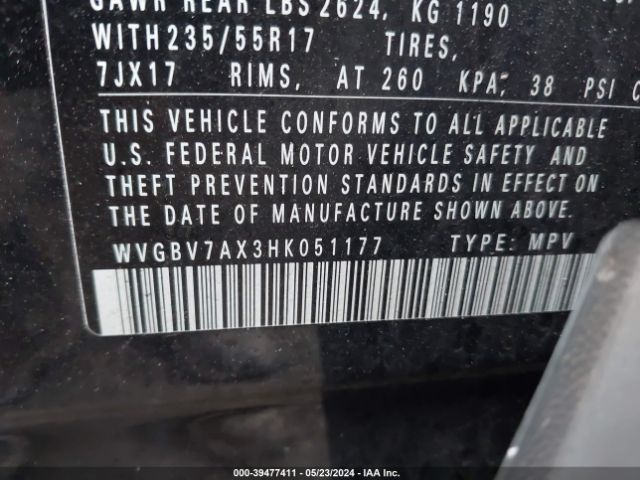 GAWR REAR LBS 2624, KG 1190
WITH 235/55R17 TIRES,
7JX17 RIMS, AT 260 KPA, 38 PSI C
THIS VEHICLE CONFORMS TO ALL APPLICABLE
U.S. FEDERAL MOTOR VEHICLE SAFETY AND
THEFT PREVENTION STANDARDS IN EFFECT ON
THE DATE OF MANUFACTURE SHOWN ABOVE.
WVGBV7AX3HK051177 TYPE: MPV
000-39477411 - 05/23/2024 - IAA Inc.